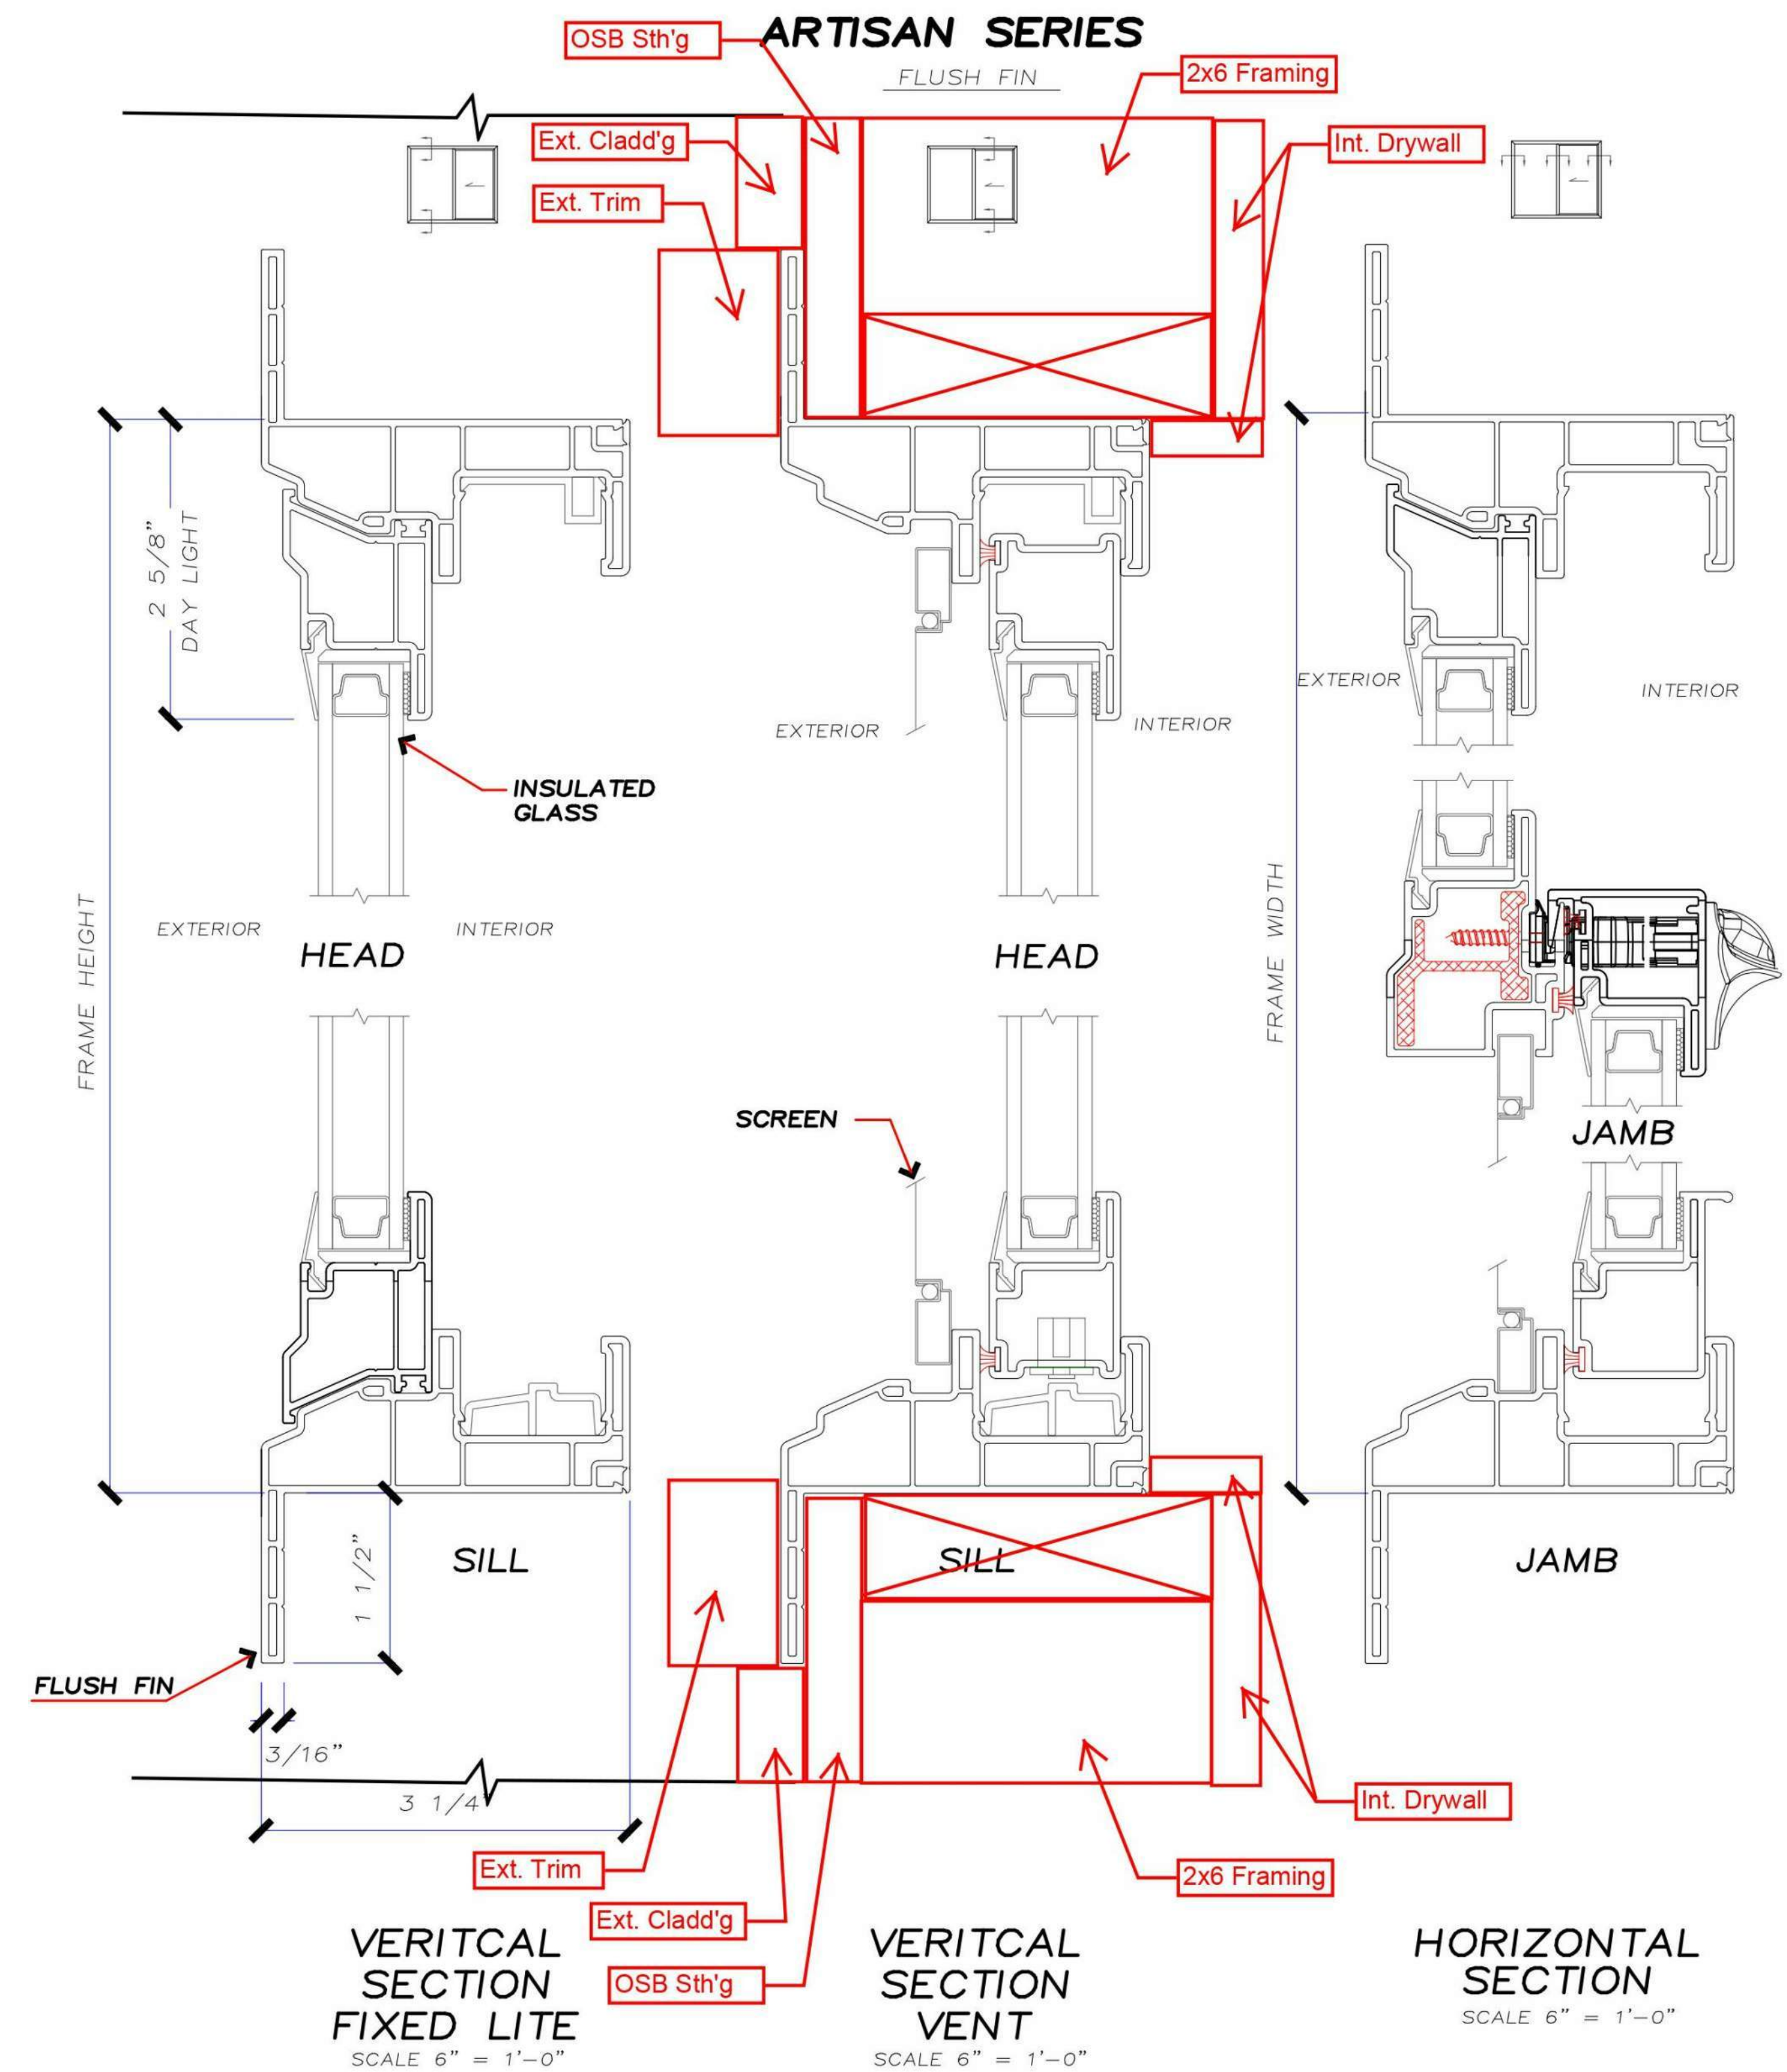 ARTISAN SERIES
FLUSH FIN
OSB Sth'g
2x6 Framing
Ext. Cladd'g
Int. Drywall
Ext. Trim
2 5/8"
DAY LIGHT
EXTERIOR
INTERIOR
EXTERIOR
INTERIOR
INSULATED
GLASS
FRAME HEIGHT
EXTERIOR
INTERIOR
HEAD
HEAD
FRAME WIDTH
SCREEN
JAMB
1 1/2"
SILL
SILL
JAMB
FLUSH FIN
3/16"
3 1/4"
Int. Drywall
Ext. Trim
2x6 Framing
Ext. Cladd'g
OSB Sth'g
VERITCAL
SECTION
FIXED LITE
SCALE 6" = 1'-0"
VERITCAL
SECTION
VENT
SCALE 6" = 1'-0"
HORIZONTAL
SECTION
SCALE 6" = 1'-0"